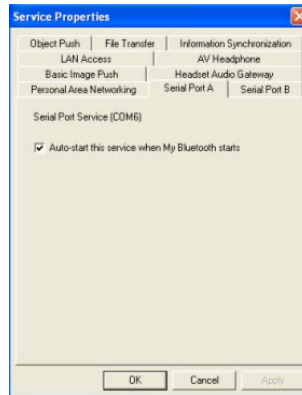 Service Properties
Object Push File Transfer Information Synchronization
LAN Access AV Headphone
Basic Image Push Headset Audio Gateway
Personal Area Networking Serial Port A Serial Port B
Serial Port Service (COM6)
Auto-start this service when My Bluetooth starts
OK Cancel Apply